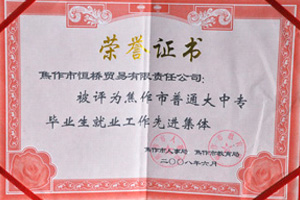 荣誉证书
焦作市恒桥贸易有限责任公司:
被评为焦作市普通大中专
毕业生就业工作先进集体
焦作市人事局 焦作市教育局
二〇〇八年六月